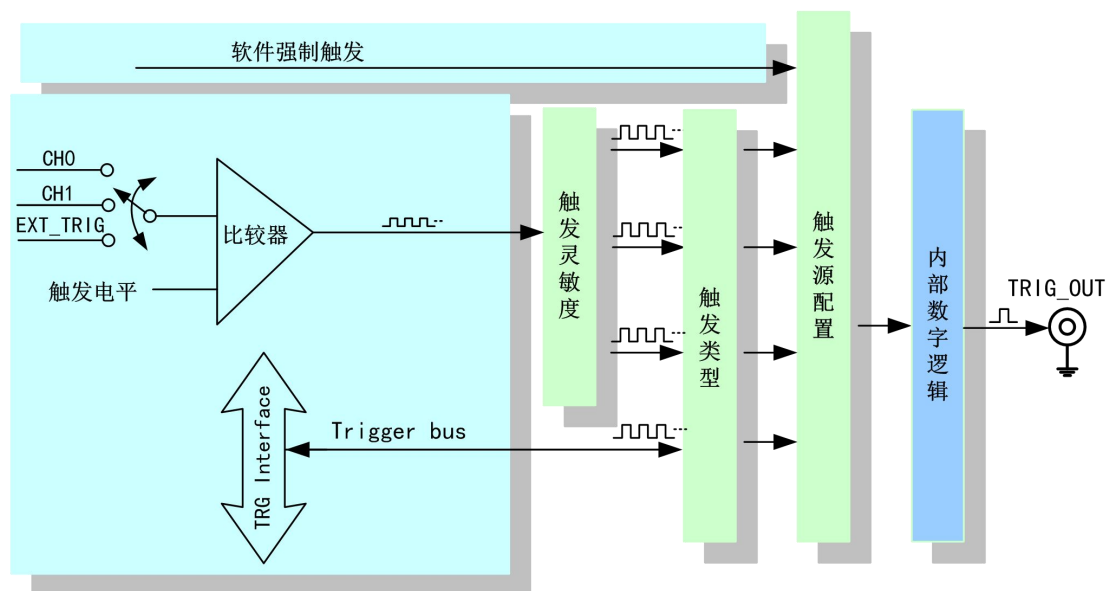 软件强制触发
CH0
CH1
EXT_TRIG
触发电平
比较器
TRG Interface
Trigger bus
触发灵敏度
触发类型
触发源配置
内部数字逻辑
TRIG_OUT